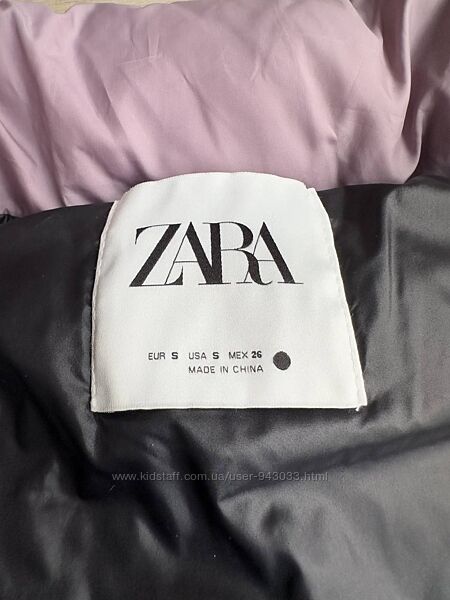 ZARA
EUR S USA S MEX 26
MADE IN CHINA
www.kidstaff.com.ua/user-943033.html